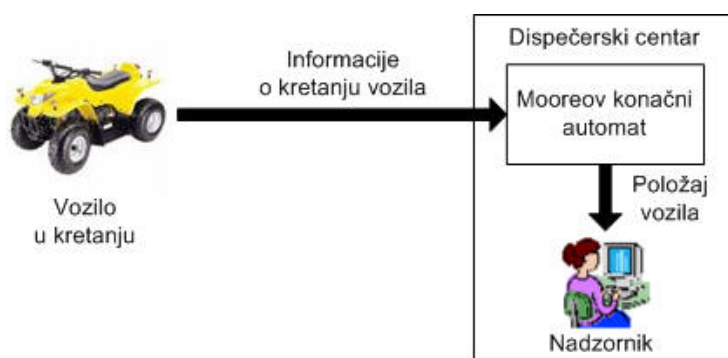 Dispečerski centar
Informacije
o kretanju vozila
Mooreov konačni
automat
Položaj
vozila
Vozilo
u kretanju
Nadzornik